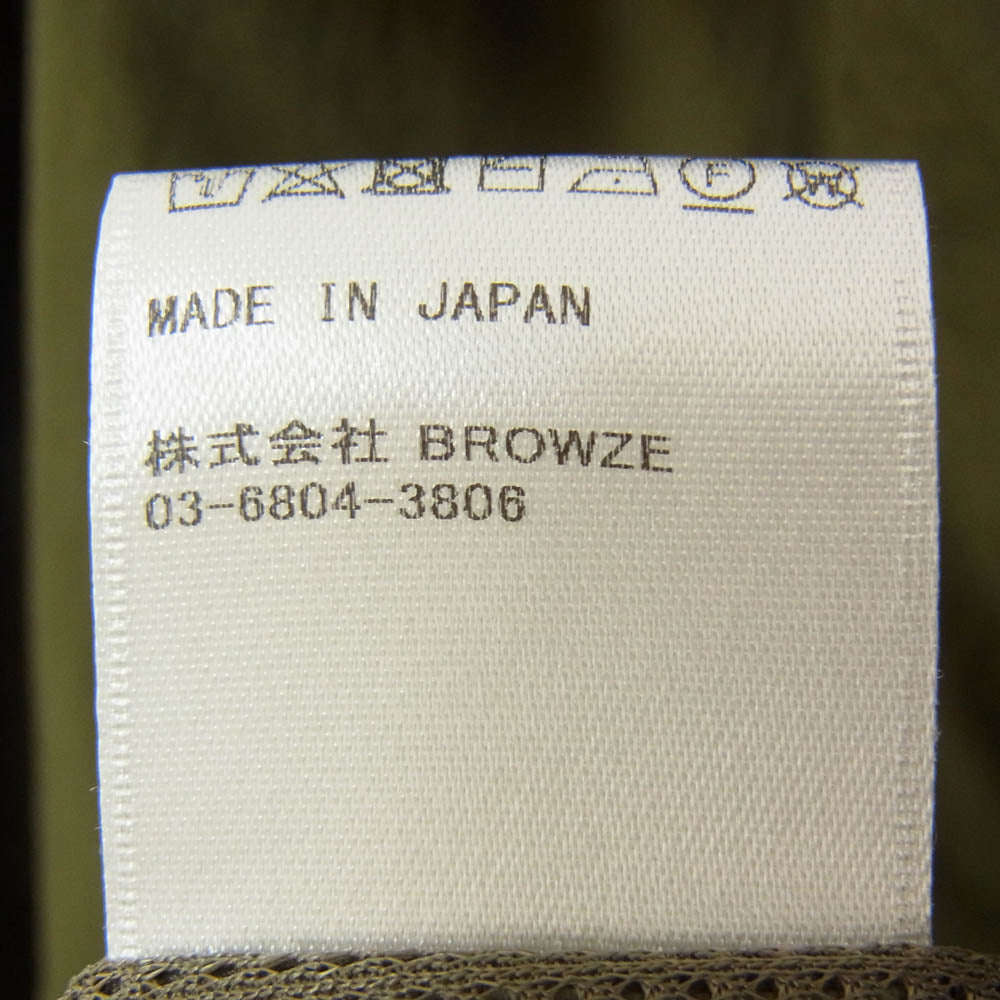 MADE IN JAPAN
株式会社 BROWZE
03-6804-3806